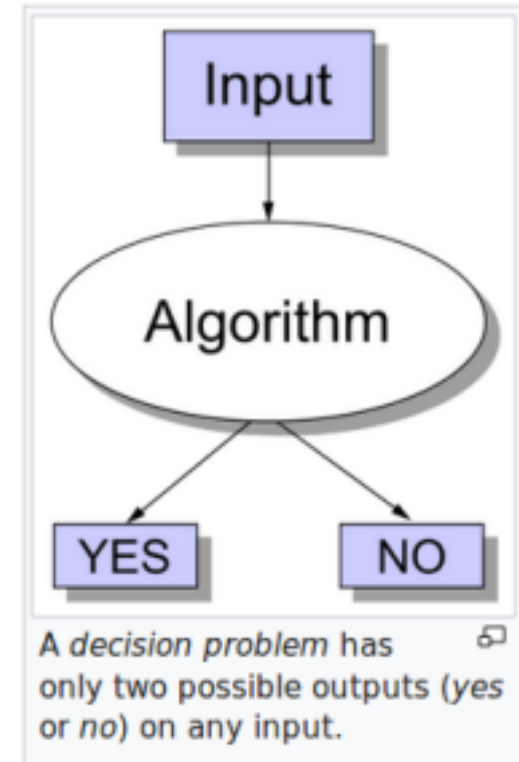 Input
Algorithm
YES
NO
A decision problem has
only two possible outputs (yes
or no) on any input.